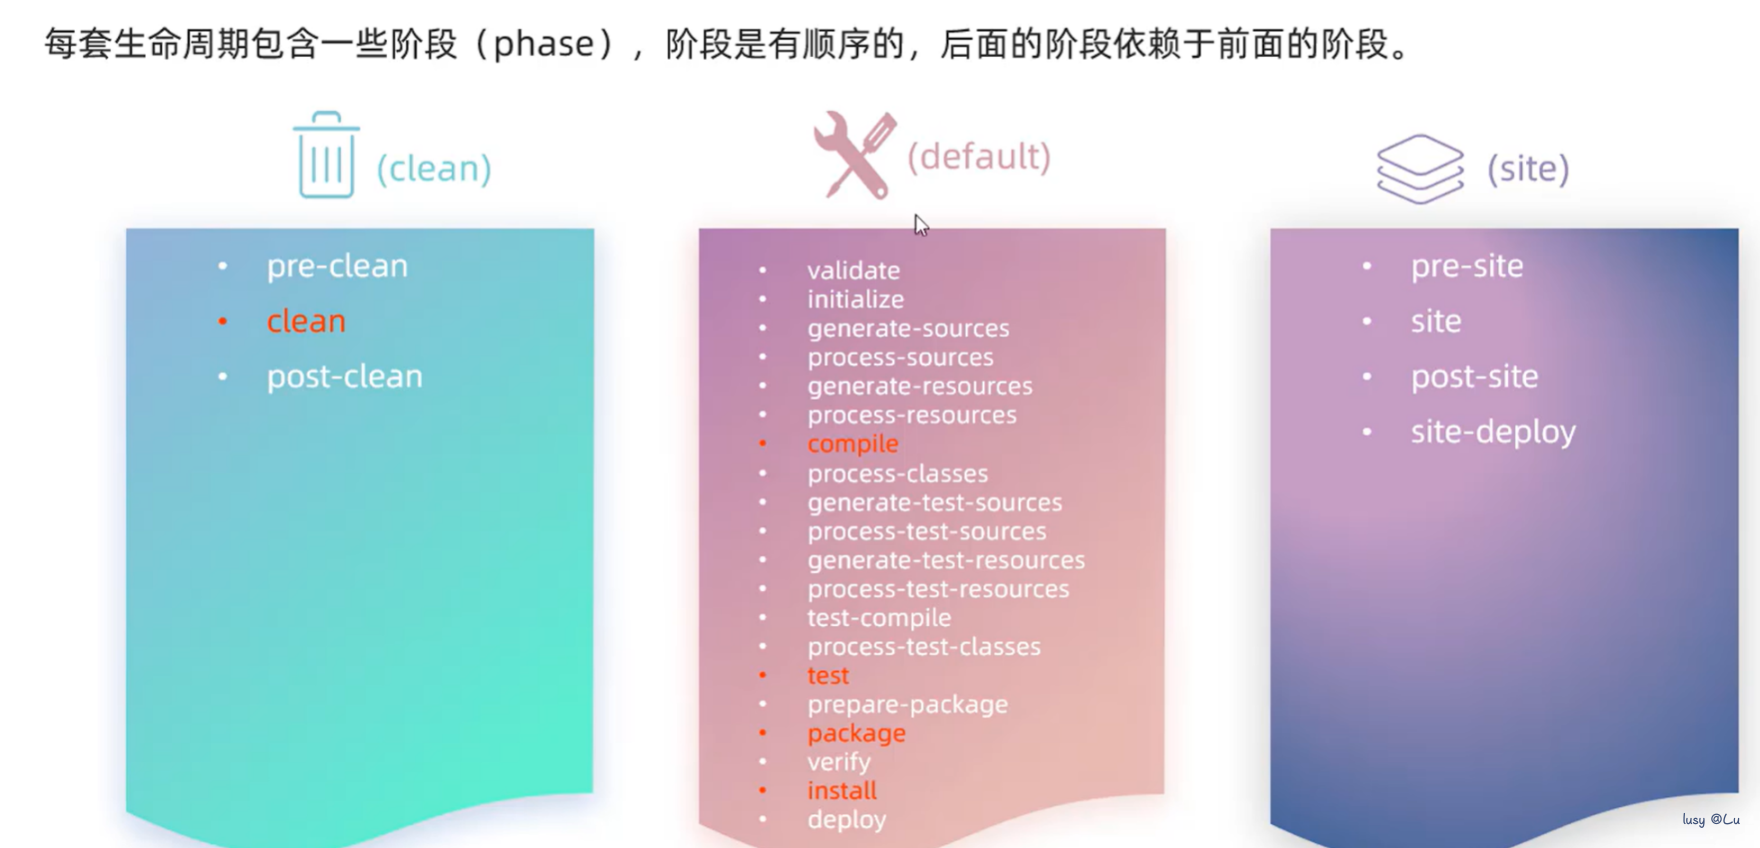 每套生命周期包含一些阶段（phase），阶段是有顺序的，后面的阶段依赖于前面的阶段。
(clean)
• pre-clean
• clean
• post-clean
(default)
• validate
• initialize
• generate-sources
• process-sources
• generate-resources
• process-resources
• compile
• process-classes
• generate-test-sources
• process-test-sources
• generate-test-resources
• process-test-resources
• test-compile
• process-test-classes
• test
• prepare-package
• package
• verify
• install
• deploy
(site)
• pre-site
• site
• post-site
• site-deploy
lusy @Lu